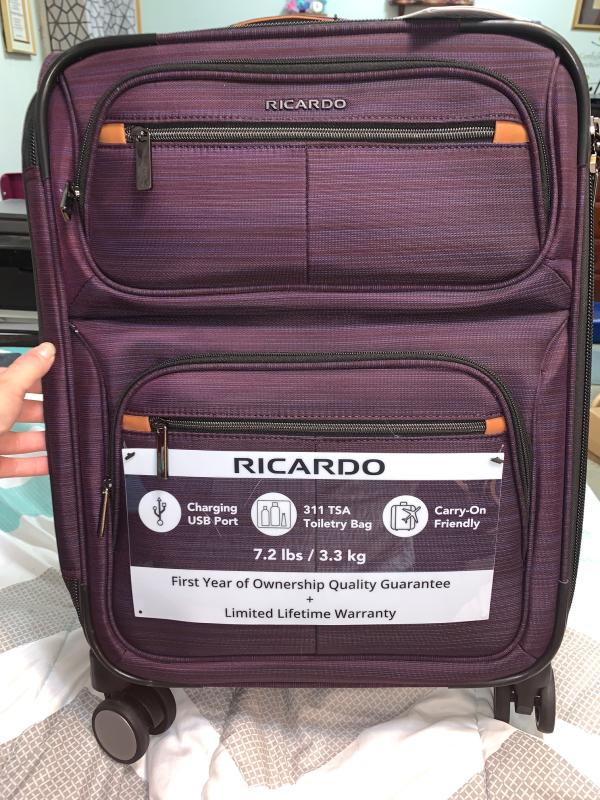 RICARDO
RICARDO
Charging
USB Port
311 TSA
Toiletry Bag
Carry-On
Friendly
7.2 lbs / 3.3 kg
First Year of Ownership Quality Guarantee
+
Limited Lifetime Warranty